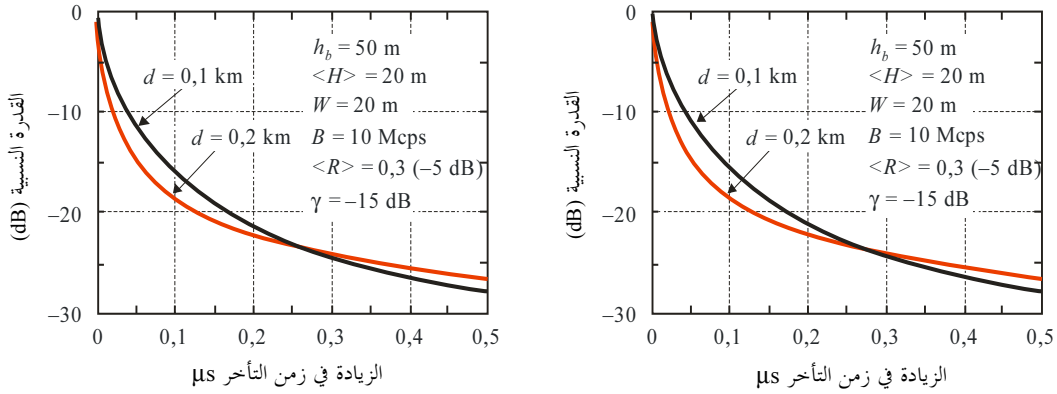 القدرة النسبية (dB)
0
h_b = 50 m
<H> = 20 m
d = 0,1 km
W = 20 m
–10
B = 10 Mcps
d = 0,2 km
<R> = 0,3 (–5 dB)
γ = –15 dB
–20
–30
0 0,1 0,2 0,3 0,4 0,5
الزيادة في زمن التأخر μs
القدرة النسبية (dB)
0
h_b = 50 m
<H> = 20 m
d = 0,1 km
W = 20 m
–10
B = 10 Mcps
d = 0,2 km
<R> = 0,3 (–5 dB)
γ = –15 dB
–20
–30
0 0,1 0,2 0,3 0,4 0,5
الزيادة في زمن التأخر μs